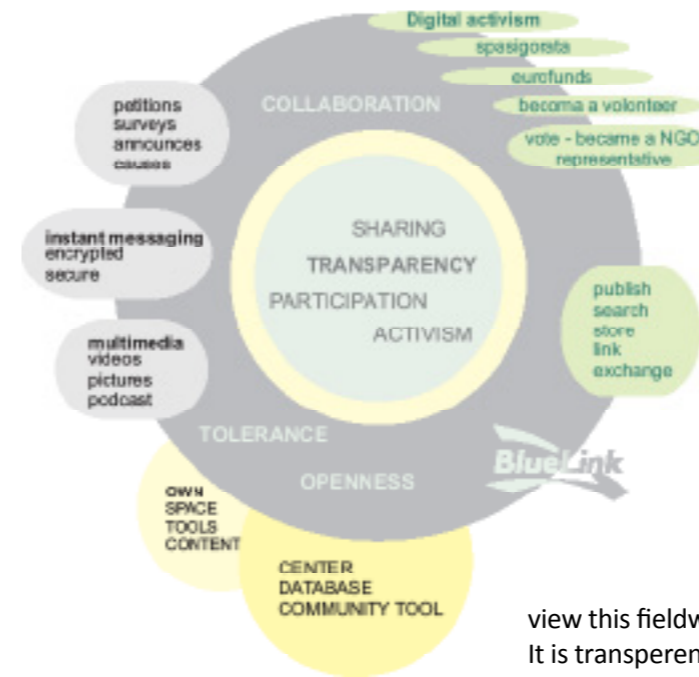 Digital activism
spasigorata
eurofunds
becoma a volonteer
vote - became a NGO
representative
COLLABORATION
petitions
surveys
announces
causes
instant messaging
encrypted
secure
multimedia
videos
pictures
podcast
SHARING
TRANSPARENCY
PARTICIPATION
ACTIVISM
publish
search
store
link
exchange
TOLERANCE
OPENNESS
BlueLink
OWN
SPACE
TOOLS
CONTENT
CENTER
DATABASE
COMMUNITY TOOL
view this fieldw
It is transperen